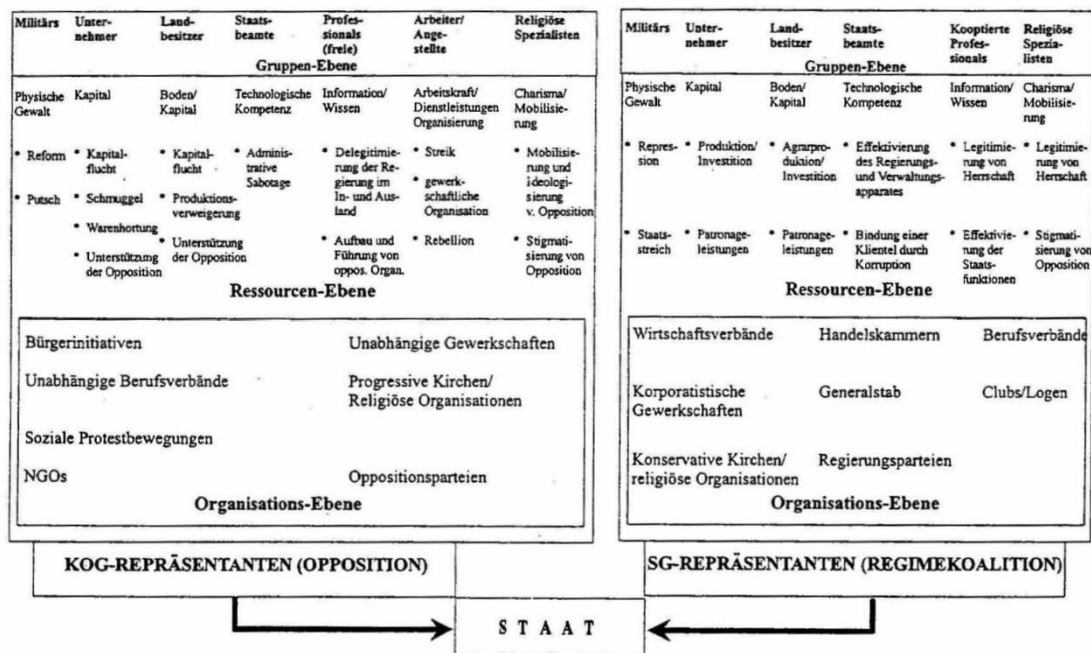 Militärs
Unter-
nehmer
Land-
besitzer
Staats-
beamte
Profes-
sionals
(freie)
Arbeiter/
Ange-
stellte
Religiöse
Spezialisten
Gruppen-Ebene
Physische
Gewalt
Kapital
Boden/
Kapital
Technologische
Kompetenz
Information/
Wissen
Arbeitskraft/
Dienstleistungen
Organisierung
Charisma/
Mobilisie-
rung
* Reform
* Putsch
* Kapital-
flucht
* Schmuggel
* Warenhortung
* Unterstützung
der Opposition
* Kapital-
flucht
* Produktions-
verweigerung
* Unterstützung
der Opposition
* Adminis-
trative
Sabotage
* Delegitimie-
rung der Re-
gierung im
In- und Aus-
land
* Aufbau und
Führung von
oppos. Organ.
* Streik
* gewerk-
schaftliche
Organisation
* Rebellion
* Mobilisie-
rung und
ideologi-
sierung
v. Opposition
* Stigmati-
sierung von
Opposition
Ressourcen-Ebene
Bürgerinitiativen
Unabhängige Gewerkschaften
Unabhängige Berufsverbände
Progressive Kirchen/
Religiöse Organisationen
Soziale Protestbewegungen
NGOs
Oppositionsparteien
Organisations-Ebene
KOG-REPRÄSENTANTEN (OPPOSITION)
Militärs
Unter-
nehmer
Land-
besitzer
Staats-
beamte
Kooptierte
Profes-
sionals
Religiöse
Spezia-
listen
Gruppen-Ebene
Physische
Gewalt
Kapital
Boden/
Kapital
Technologische
Kompetenz
Information/
Wissen
Charisma/
Mobilisie-
rung
* Repres-
sion
* Staats-
streich
* Produktion/
Investition
* Patronage-
leistungen
* Agrarpro-
duktion/
Investition
* Patronage-
leistungen
* Effektivierung
des Regierungs-
und Verwaltungs-
apparates
* Bindung einer
Klientel durch
Korruption
* Legitimie-
rung von
Herrschaft
* Effektivie-
rung der
Staats-
funktionen
* Legitimie-
rung von
Herrschaft
* Stigmati-
sierung von
Opposition
Ressourcen-Ebene
Wirtschaftsverbände
Handelskammern
Berufsverbände
Korporatistische
Gewerkschaften
Generalstab
Clubs/Logen
Konservative Kirchen/
religiöse Organisationen
Regierungsparteien
Organisations-Ebene
SG-REPRÄSENTANTEN (REGIMEKOALITION)
S T A A T